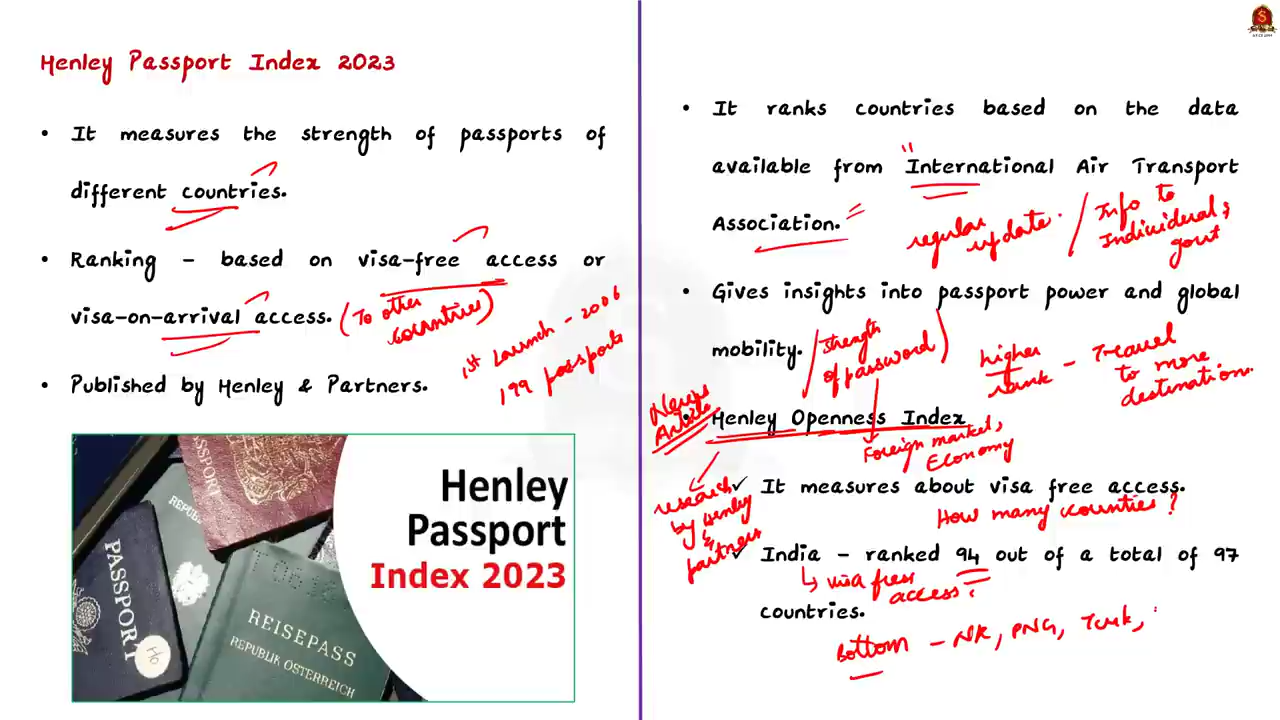 Henley Passport Index 2023
• It measures the strength of passports of
different countries.
• Ranking - based on visa-free access or
visa-on-arrival access. (To other
countries)
1st Launch - 2006
199 passports
• Published by Henley & Partners.
Henley
Passport
Index 2023
PASSPORT
REPUBL
REISEPASS
REPUBLIK ÖSTERREICH
• It ranks countries based on the data
available from "International Air Transport
Association.
regular
update. / Info to
Individeral &
govt
• Gives insights into passport power and global
mobility. (strength
of password)
higher
rank - Travel
to more
destination.
News
Article
• Henley Openness Index
Foreign market,
Economy
research
by Henley
&
partners
✓ It measures about visa free access.
How many countries ?
✓ India - ranked 94 out of a total of 97
countries.
visa free
access.
Bottom - NK, PNG, Turk,